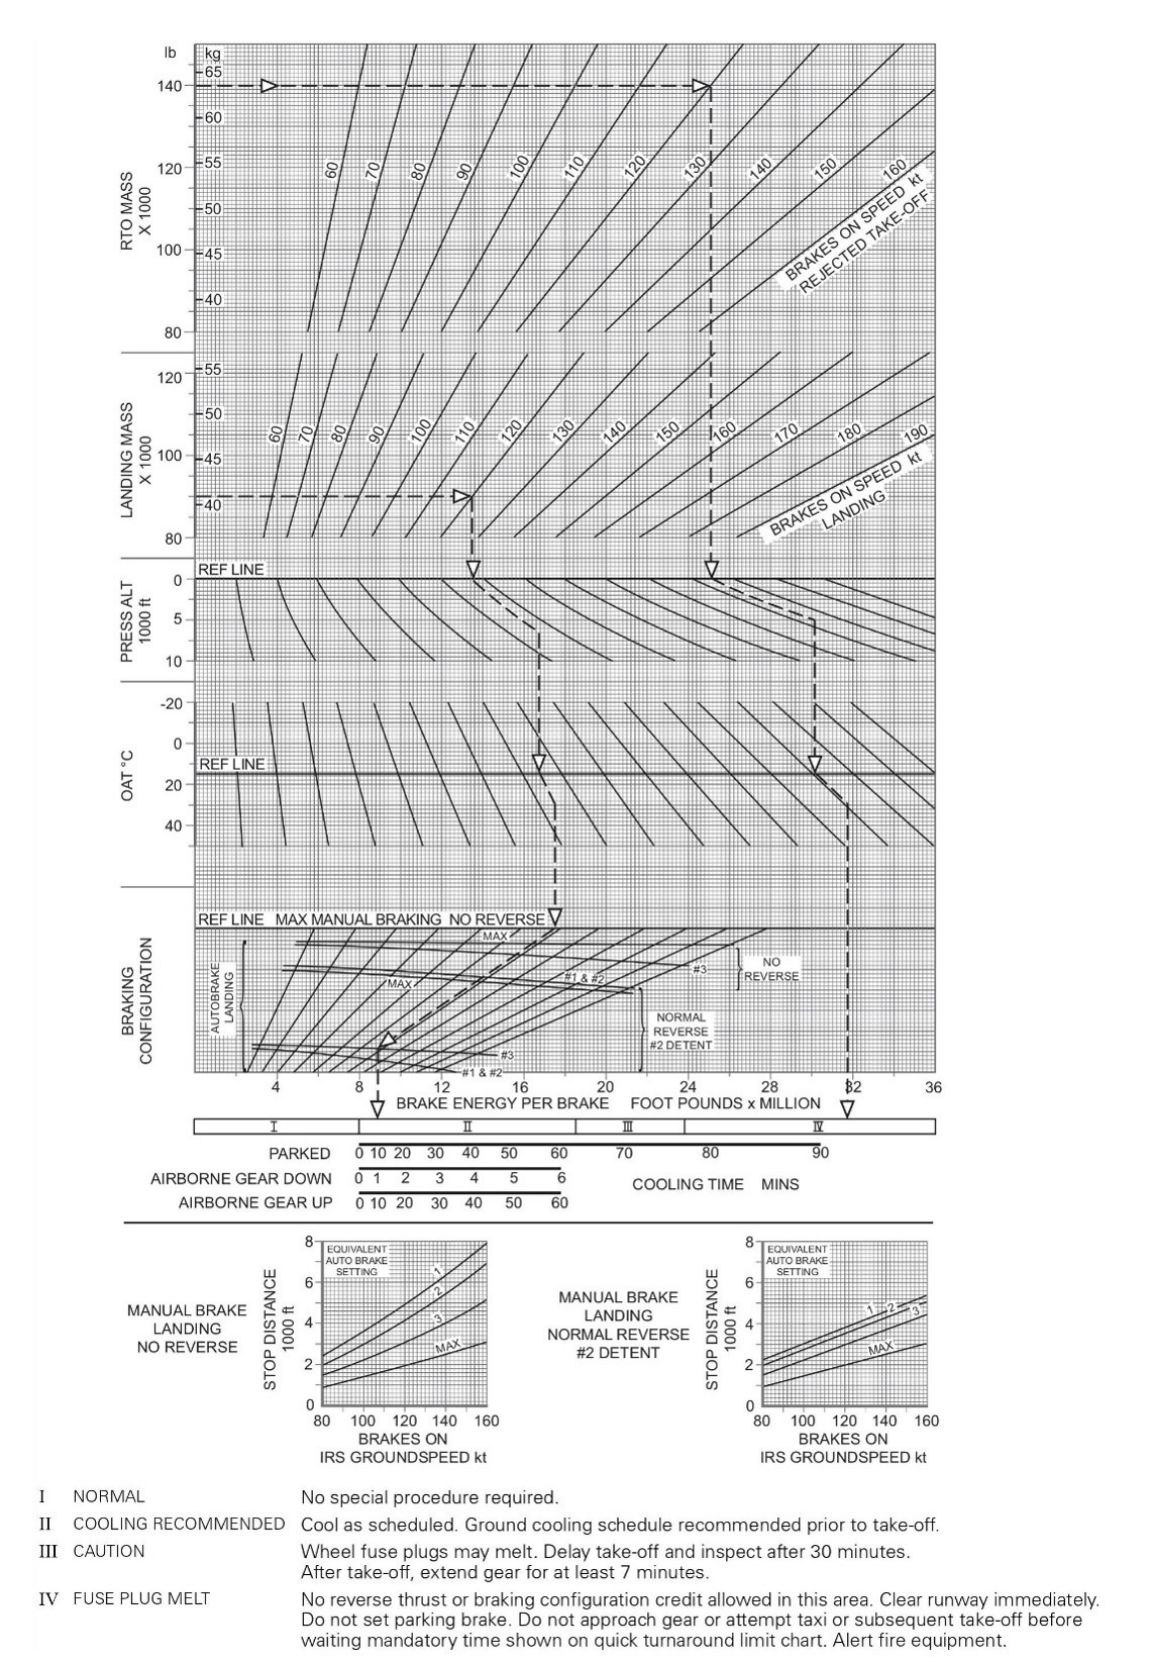 lb kg
65
140
60
120 55
50
100 45
40
80
RTO MASS
X 1000
60 70 80 90 100 110 120 130 140 150 160
BRAKES ON SPEED kt
REJECTED TAKE-OFF
120 55
50
100 45
40
80
LANDING MASS
X 1000
60 70 80 90 100 110 120 130 140 150 160 170 180 190
BRAKES ON SPEED kt
LANDING
REF LINE
0
5
10
PRESS ALT
1000 ft
-20
0
REF LINE
20
40
OAT °C
REF LINE MAX MANUAL BRAKING NO REVERSE
BRAKING
CONFIGURATION
AUTOBRAKE
LANDING
MAX
MAX
#1 & #2
#3
NO
REVERSE
NORMAL
REVERSE
#2 DETENT
#3
#1 & #2
4 8 12 16 20 24 28 32 36
BRAKE ENERGY PER BRAKE FOOT POUNDS x MILLION
I II III IV
PARKED 0 10 20 30 40 50 60 70 80 90
AIRBORNE GEAR DOWN 0 1 2 3 4 5 6
COOLING TIME MINS
AIRBORNE GEAR UP 0 10 20 30 40 50 60
MANUAL BRAKE
LANDING
NO REVERSE
STOP DISTANCE
1000 ft
8
6
4
2
0
EQUIVALENT
AUTO BRAKE
SETTING
1
2
3
MAX
80 100 120 140 160
BRAKES ON
IRS GROUNDSPEED kt
MANUAL BRAKE
LANDING
NORMAL REVERSE
#2 DETENT
STOP DISTANCE
1000 ft
8
6
4
2
0
EQUIVALENT
AUTO BRAKE
SETTING
1 2 3
MAX
80 100 120 140 160
BRAKES ON
IRS GROUNDSPEED kt
I NORMAL No special procedure required.
II COOLING RECOMMENDED Cool as scheduled. Ground cooling schedule recommended prior to take-off.
III CAUTION Wheel fuse plugs may melt. Delay take-off and inspect after 30 minutes.
After take-off, extend gear for at least 7 minutes.
IV FUSE PLUG MELT No reverse thrust or braking configuration credit allowed in this area. Clear runway immediately.
Do not set parking brake. Do not approach gear or attempt taxi or subsequent take-off before
waiting mandatory time shown on quick turnaround limit chart. Alert fire equipment.